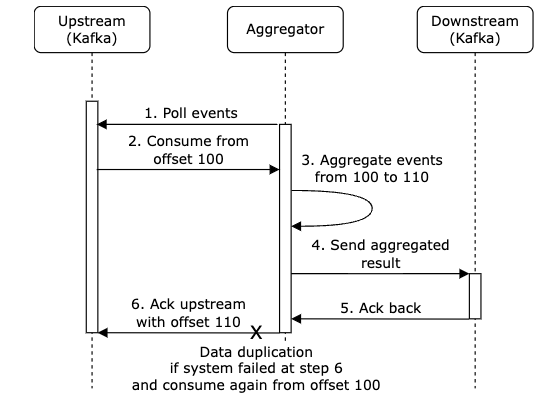 Upstream
(Kafka)
Aggregator
Downstream
(Kafka)
1. Poll events
2. Consume from
offset 100
3. Aggregate events
from 100 to 110
4. Send aggregated
result
5. Ack back
6. Ack upstream
with offset 110
X
Data duplication
if system failed at step 6
and consume again from offset 100